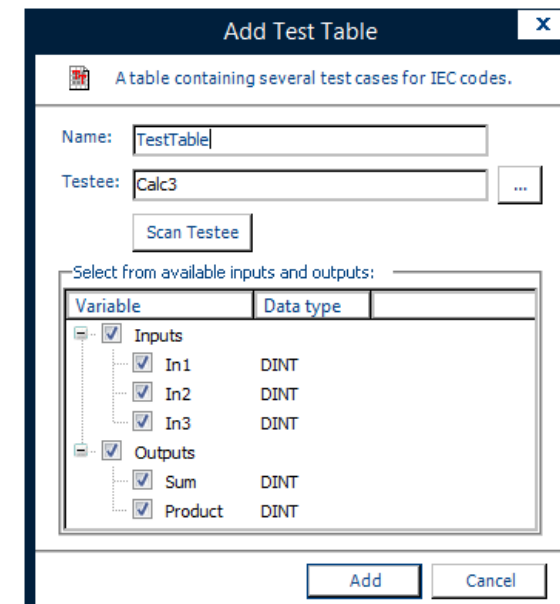 Add Test Table
x
A table containing several test cases for IEC codes.
Name: TestTable
Testee: Calc3 ...
Scan Testee
Select from available inputs and outputs:
Variable Data type
Inputs
In1 DINT
In2 DINT
In3 DINT
Outputs
Sum DINT
Product DINT
Add Cancel